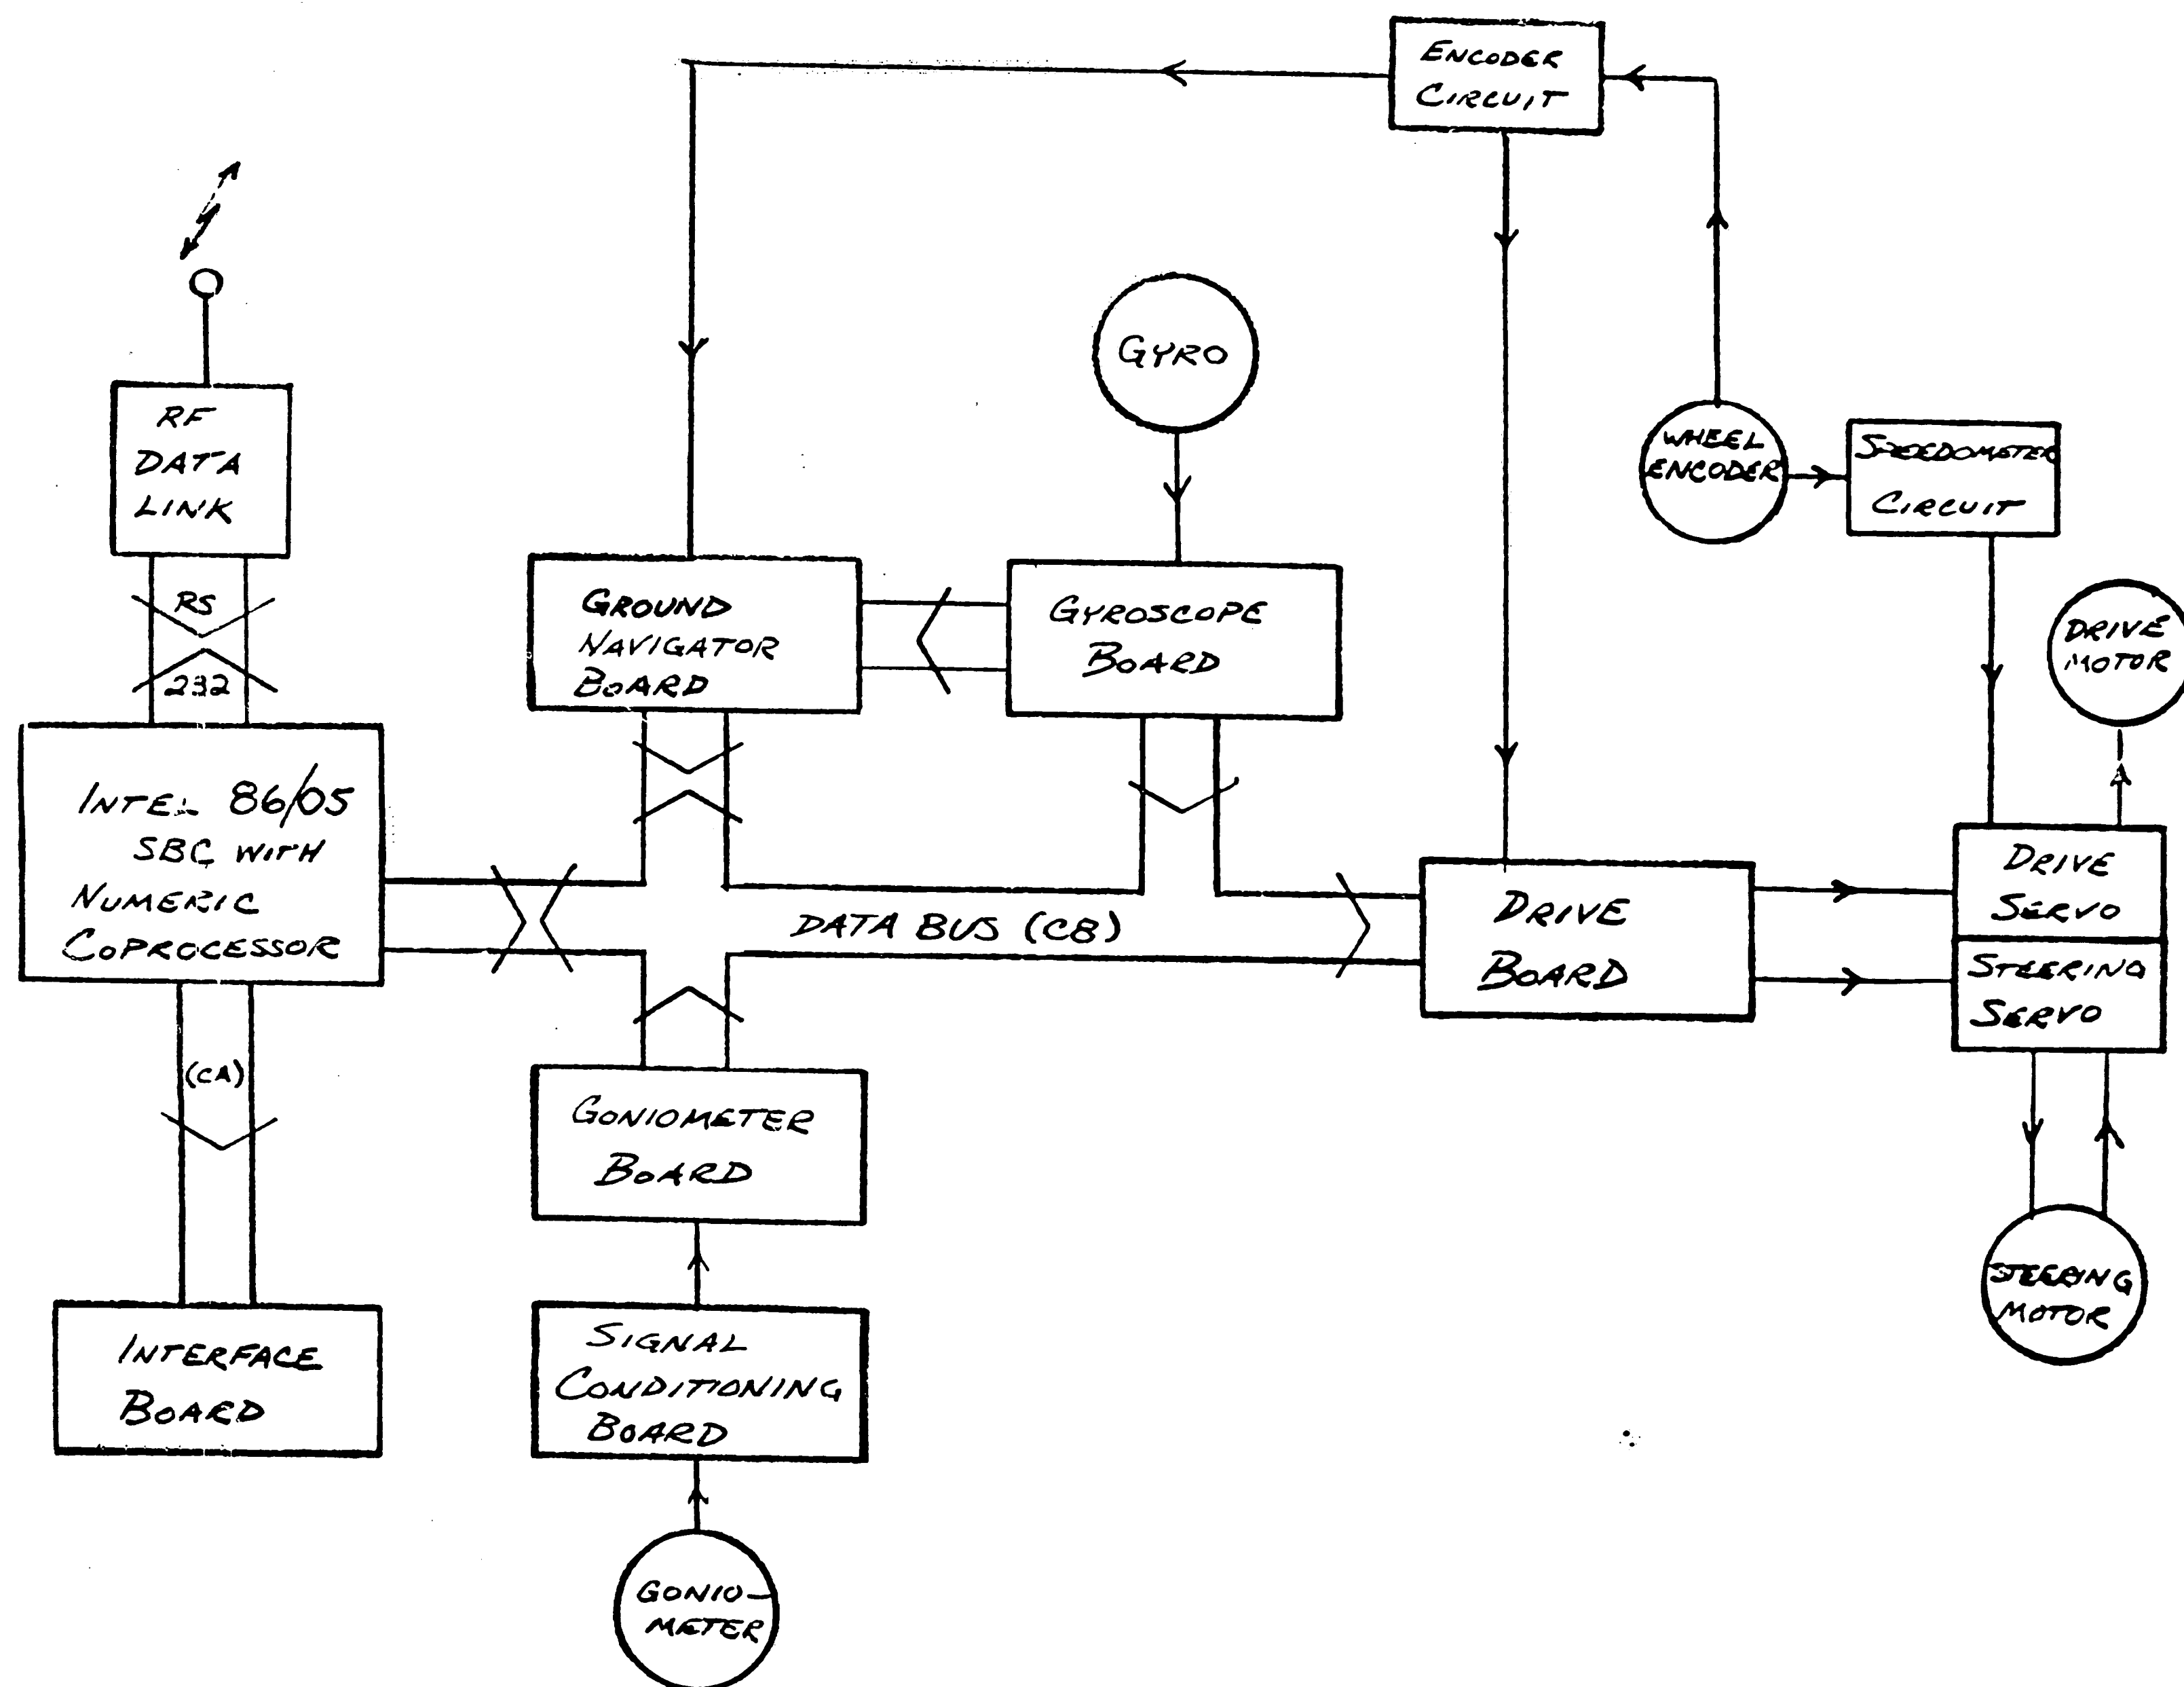 ENCODER
CIRCUIT
GYRO
RF
DATA
LINK
WHEEL
ENCODER
SPEEDOMETER
CIRCUIT
RS
232
GROUND
NAVIGATOR
BOARD
GYROSCOPE
BOARD
DRIVE
MOTOR
INTEL 86/05
SBC WITH
NUMERIC
COPROCESSOR
DATA BUS (CB)
DRIVE
BOARD
DRIVE
SERVO
STEERING
SERVO
(CA)
GONIOMETER
BOARD
STEERING
MOTOR
INTERFACE
BOARD
SIGNAL
CONDITIONING
BOARD
GONIO-
METER